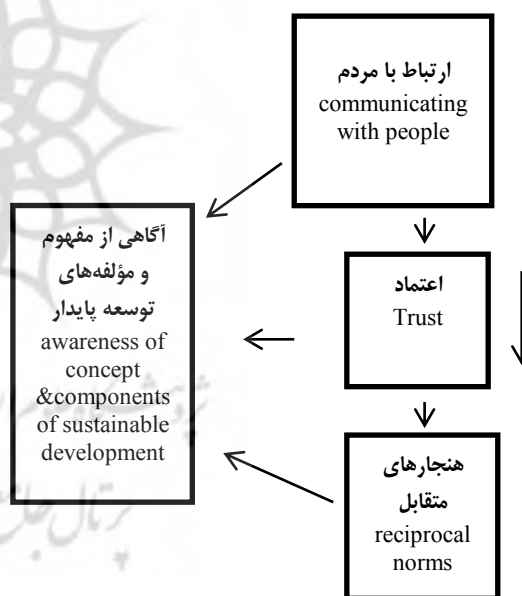 ارتباط با مردم
communicating
with people
آگاهی از مفهوم
و مؤلفه‌های
توسعه پایدار
awareness of
concept
&components
of sustainable
development
اعتماد
Trust
هنجارهای
متقابل
reciprocal
norms